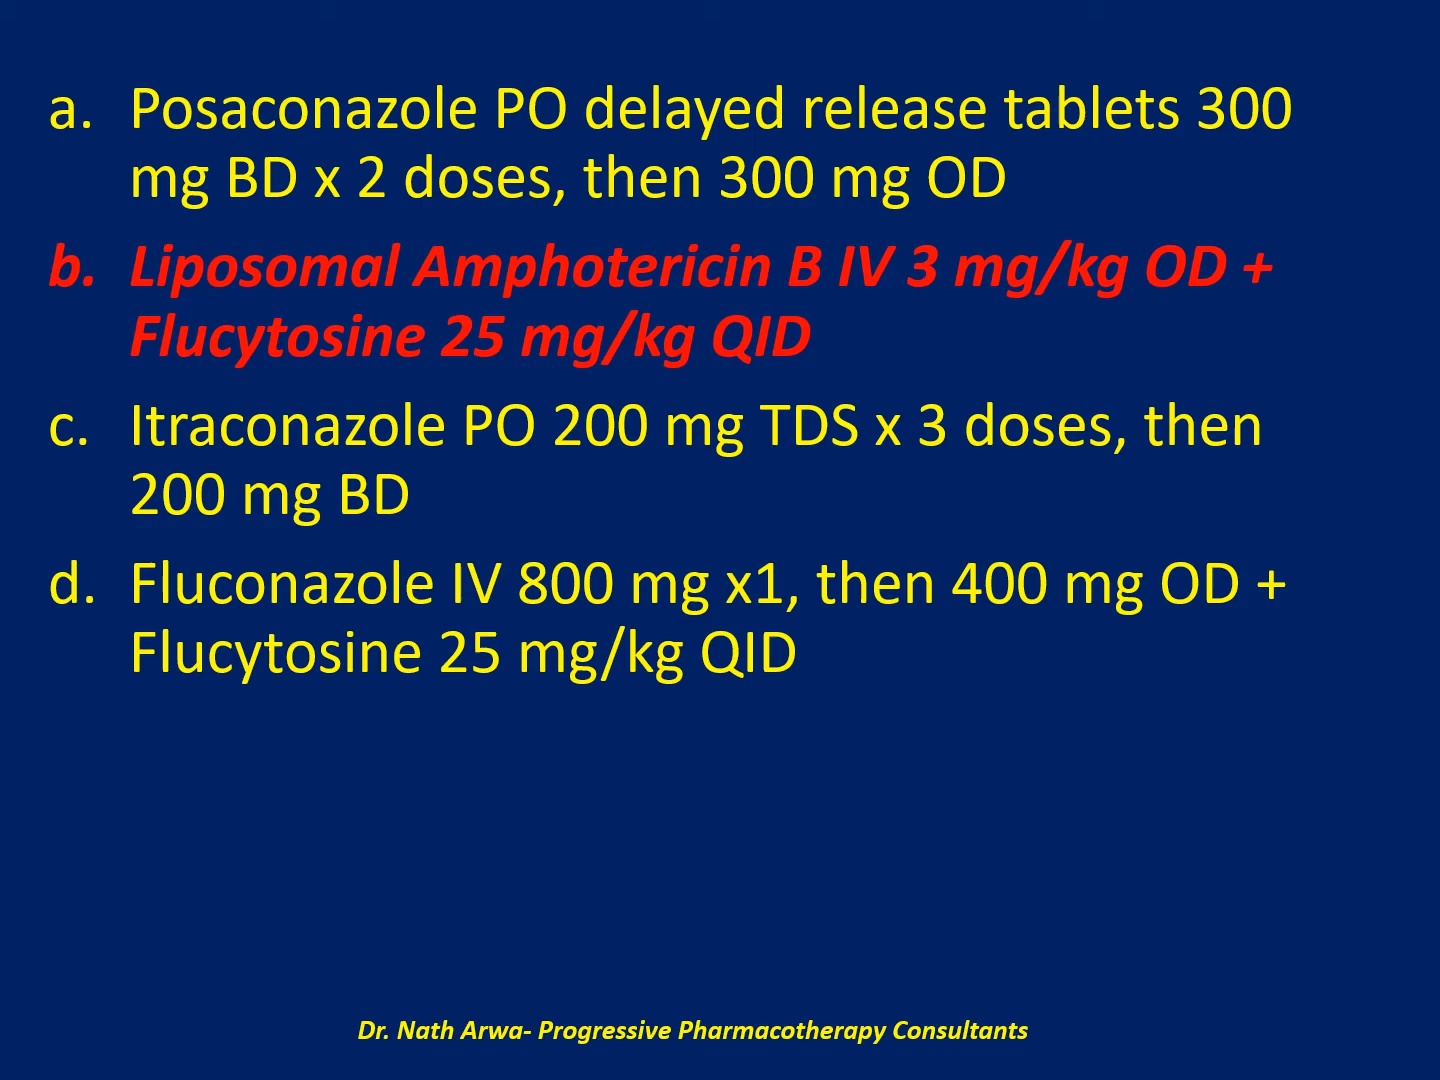 a. Posaconazole PO delayed release tablets 300
mg BD x 2 doses, then 300 mg OD
b. Liposomal Amphotericin B IV 3 mg/kg OD +
Flucytosine 25 mg/kg QID
c. Itraconazole PO 200 mg TDS x 3 doses, then
200 mg BD
d. Fluconazole IV 800 mg x1, then 400 mg OD +
Flucytosine 25 mg/kg QID
Dr. Nath Arwa- Progressive Pharmacotherapy Consultants